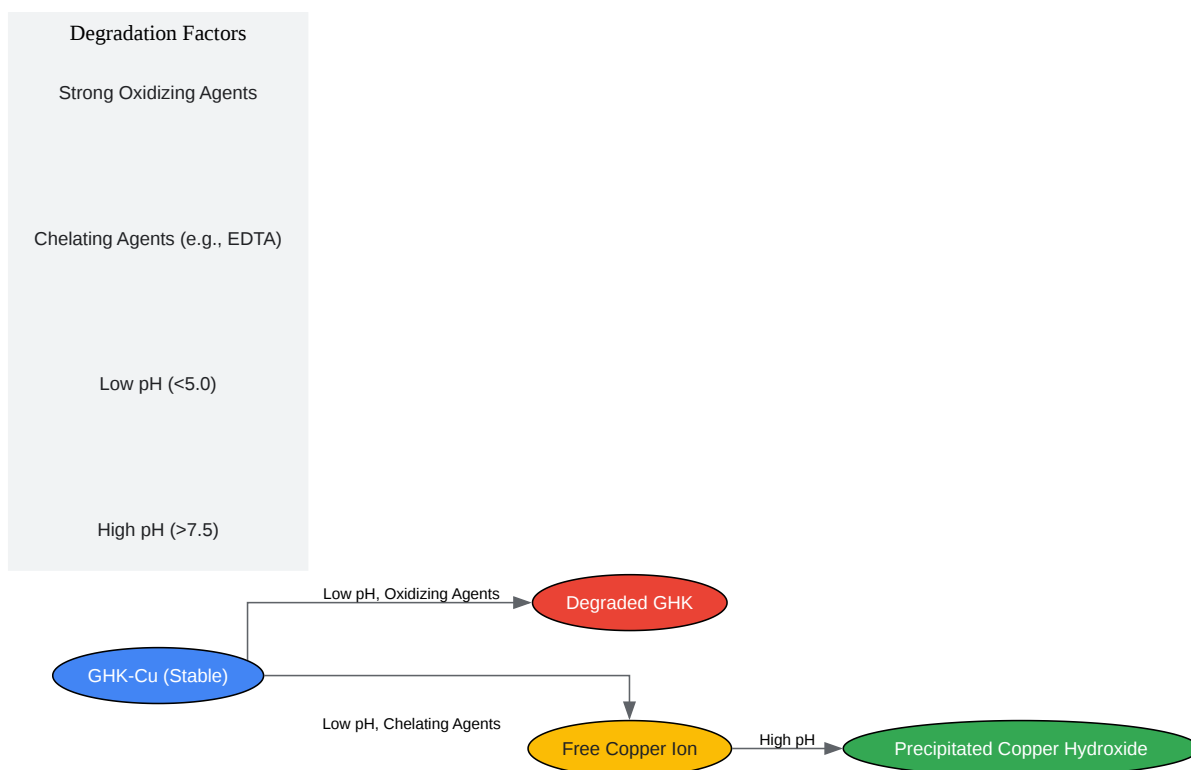 Degradation Factors
Strong Oxidizing Agents
Chelating Agents (e.g., EDTA)
Low pH (<5.0)
High pH (>7.5)
Low pH, Oxidizing Agents
Degraded GHK
GHK-Cu (Stable)
Low pH, Chelating Agents
Free Copper Ion
High pH
Precipitated Copper Hydroxide